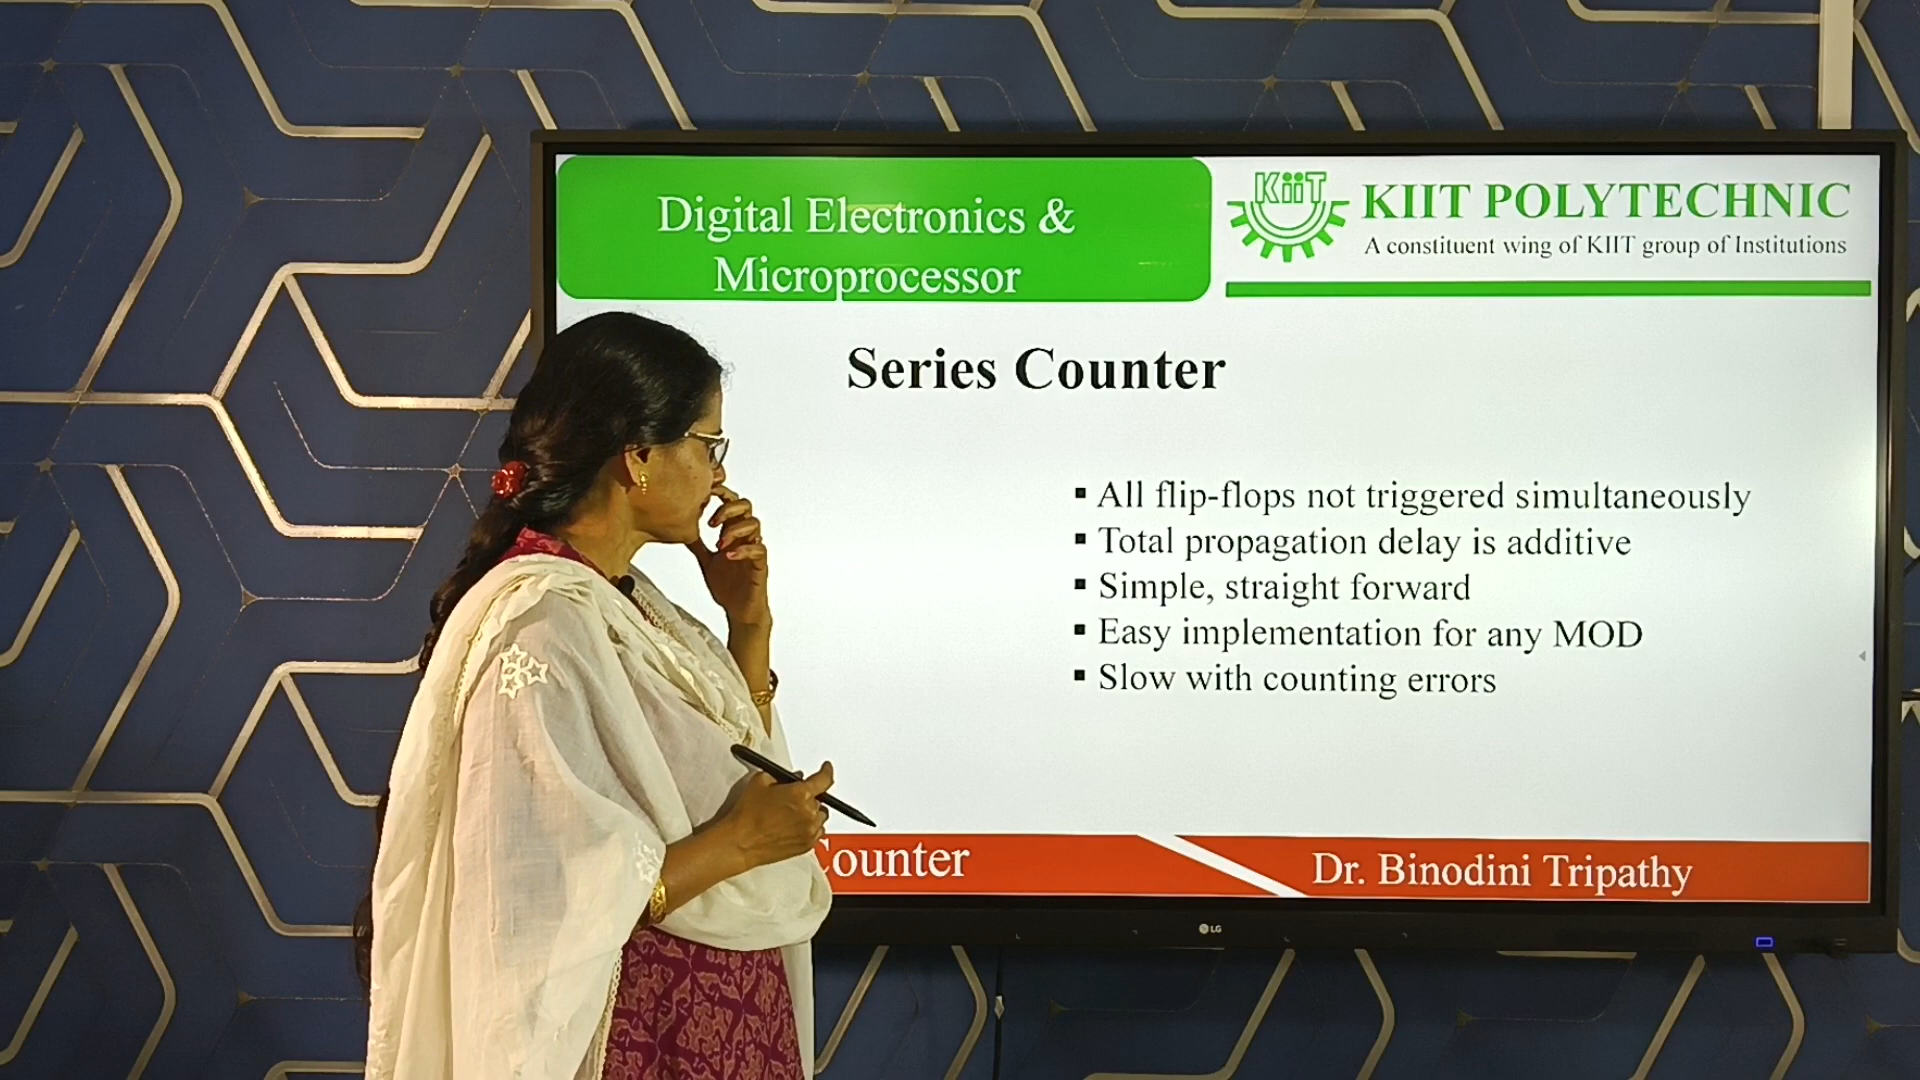 Digital Electronics &
Microprocessor
KiiT
KIIT POLYTECHNIC
A constituent wing of KIIT group of Institutions
Series Counter
▪ All flip-flops not triggered simultaneously
▪ Total propagation delay is additive
▪ Simple, straight forward
▪ Easy implementation for any MOD
▪ Slow with counting errors
Counter
Dr. Binodini Tripathy
LG